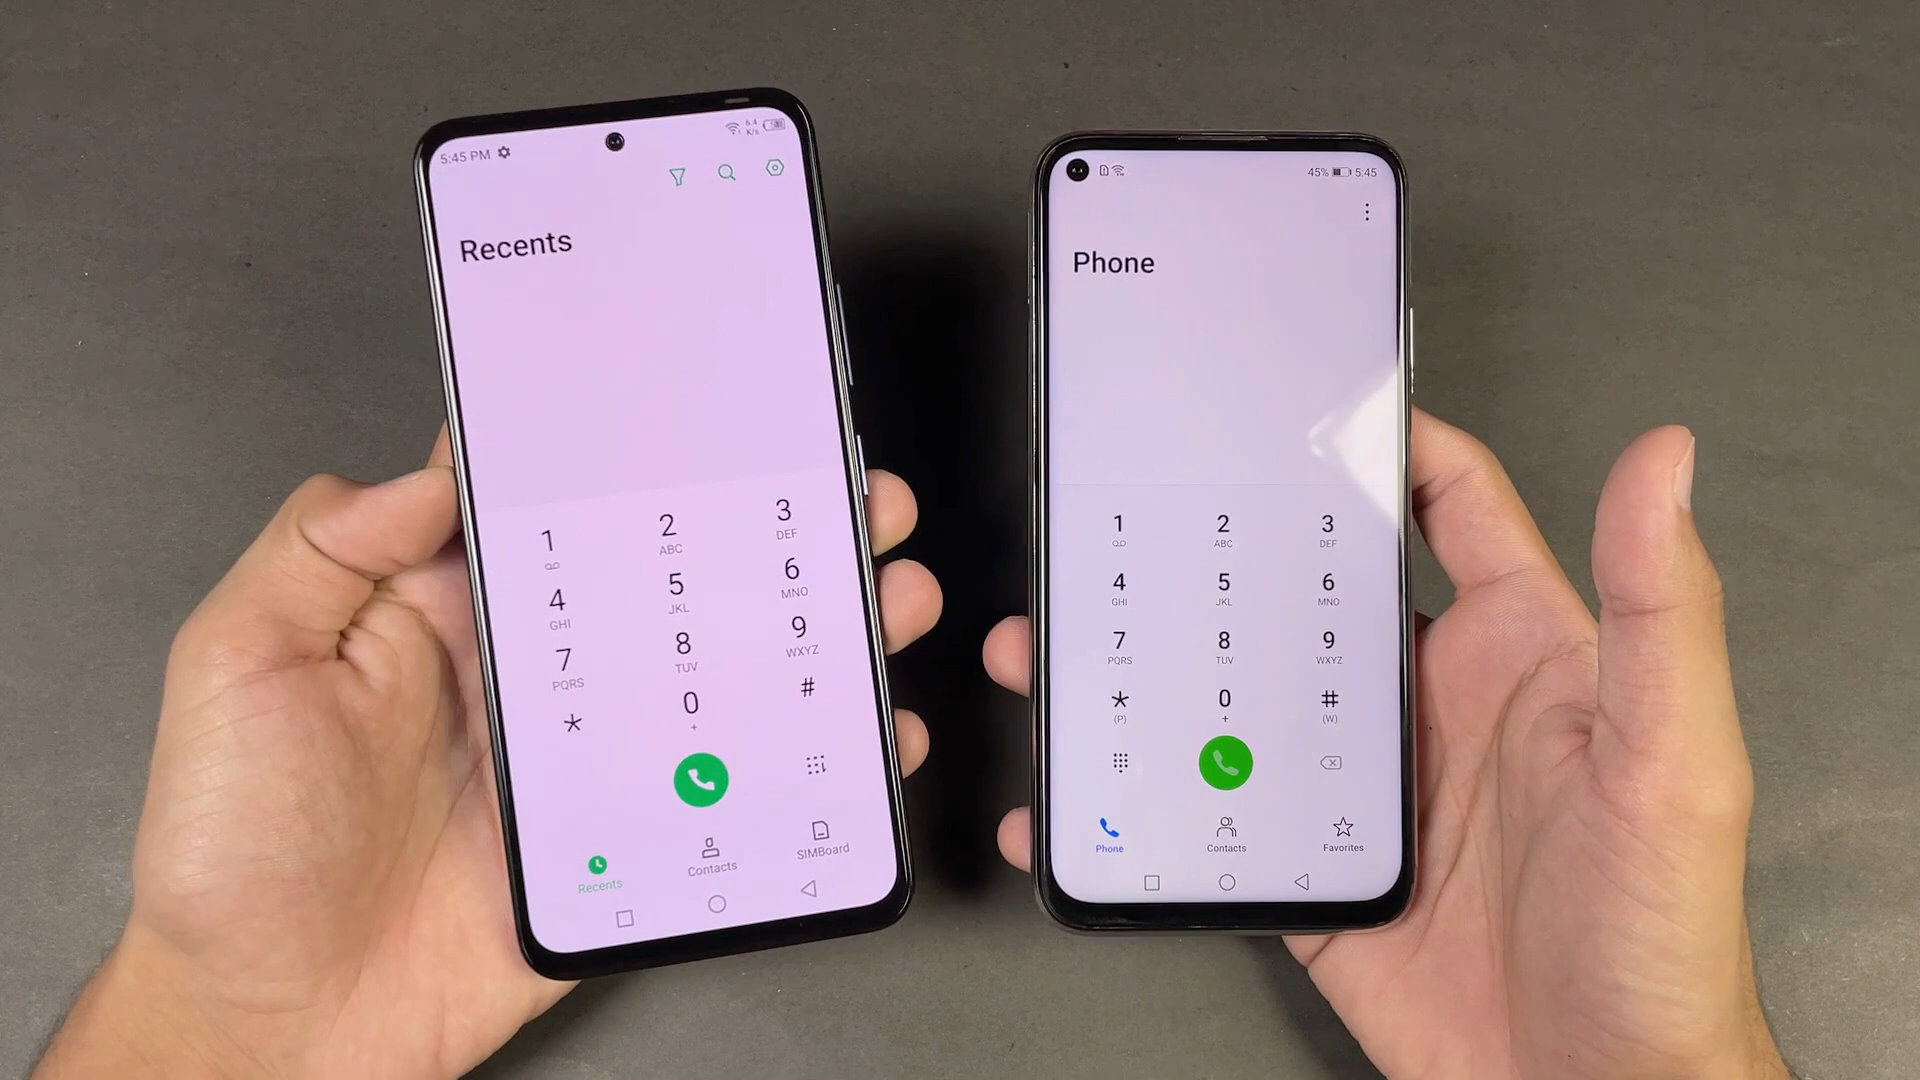 5:45 PM
6.4
K/s
Recents
1
2
ABC
3
DEF
4
GHI
5
JKL
6
MNO
7
PQRS
8
TUV
9
WXYZ
*
0
+
#
Recents
Contacts
SIMBoard
45%
5:45
Phone
1
2
ABC
3
DEF
4
GHI
5
JKL
6
MNO
7
PQRS
8
TUV
9
WXYZ
*
(P)
0
+
#
(W)
Phone
Contacts
Favorites